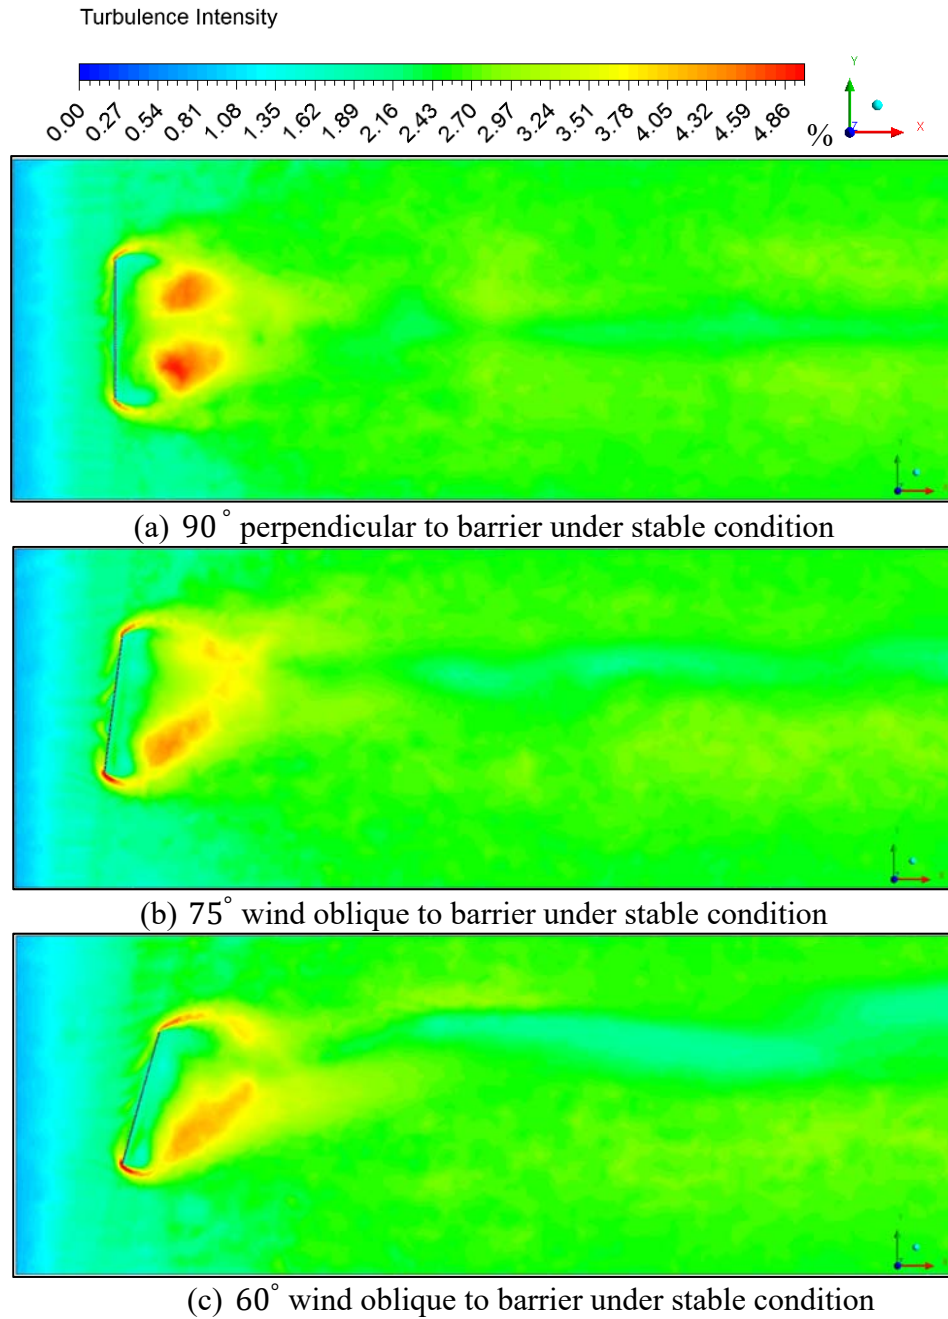 Turbulence Intensity
0.00 0.27 0.54 0.81 1.08 1.35 1.62 1.89 2.16 2.43 2.70 2.97 3.24 3.51 3.78 4.05 4.32 4.59 4.86 %
Y
Z X
(a) 90° perpendicular to barrier under stable condition
(b) 75° wind oblique to barrier under stable condition
(c) 60° wind oblique to barrier under stable condition